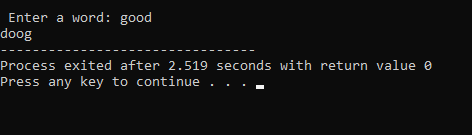 Enter a word: good
doog
--------------------------------
Process exited after 2.519 seconds with return value 0
Press any key to continue . . .